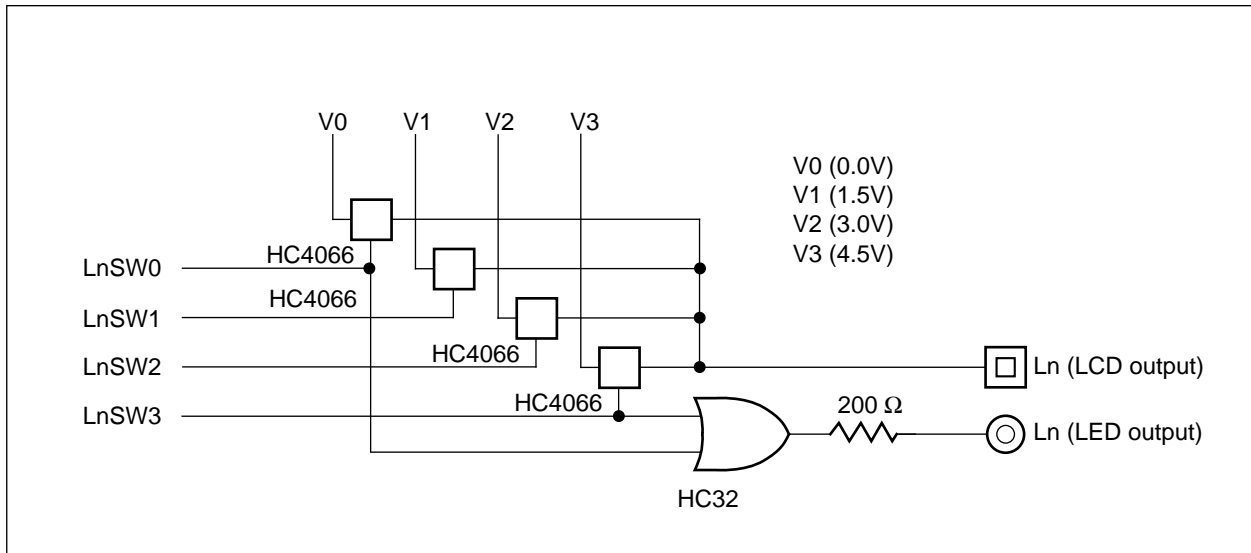 V0 V1 V2 V3
V0 (0.0V)
V1 (1.5V)
V2 (3.0V)
V3 (4.5V)
HC4066
LnSW0
HC4066
LnSW1
HC4066
LnSW2
Ln (LCD output)
HC4066
LnSW3
200 Ω
Ln (LED output)
HC32